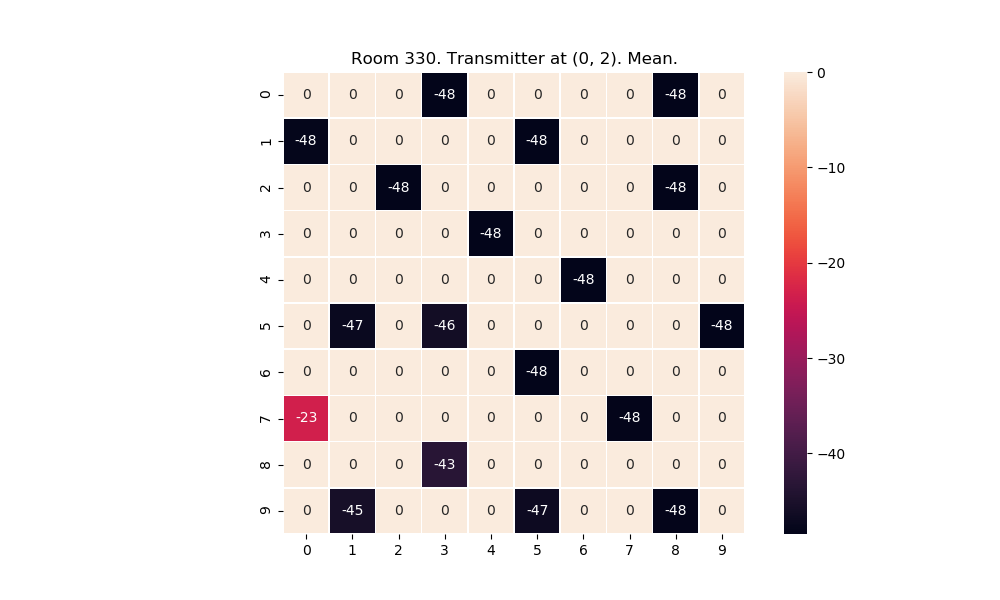 Room 330. Transmitter at (0, 2). Mean.
0 0 0 0 -48 0 0 0 0 -48 0
1 -48 0 0 0 0 -48 0 0 0 0
2 0 0 -48 0 0 0 0 0 -48 0
3 0 0 0 0 -48 0 0 0 0 0
4 0 0 0 0 0 0 -48 0 0 0
5 0 -47 0 -46 0 0 0 0 0 -48
6 0 0 0 0 0 -48 0 0 0 0
7 -23 0 0 0 0 0 0 -48 0 0
8 0 0 0 -43 0 0 0 0 0 0
9 0 -45 0 0 0 -47 0 0 -48 0
0 1 2 3 4 5 6 7 8 9
0
−10
−20
−30
−40